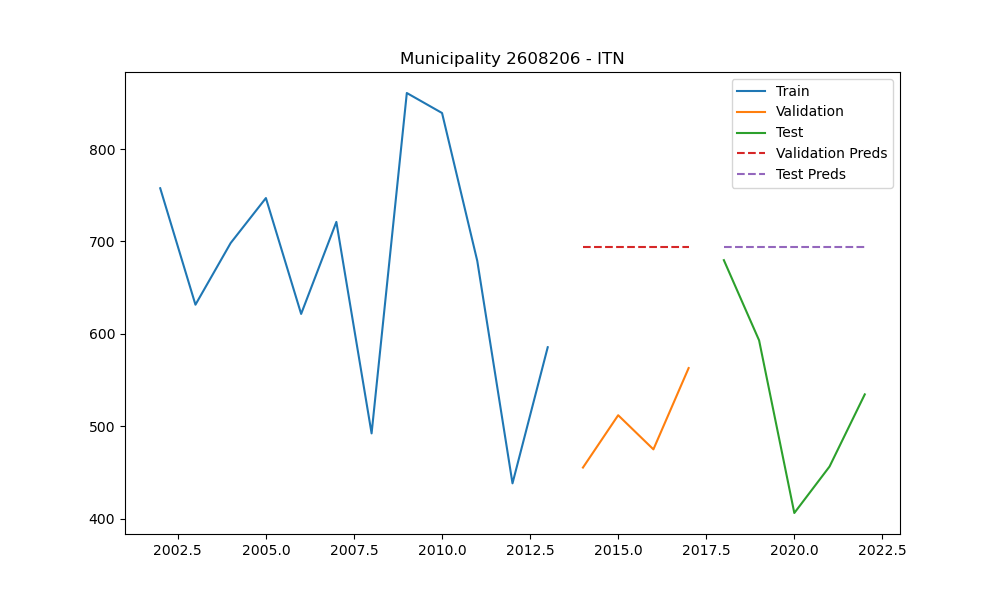 Municipality 2608206 - ITN
Train
Validation
Test
Validation Preds
Test Preds
800
700
600
500
400
2002.5 2005.0 2007.5 2010.0 2012.5 2015.0 2017.5 2020.0 2022.5